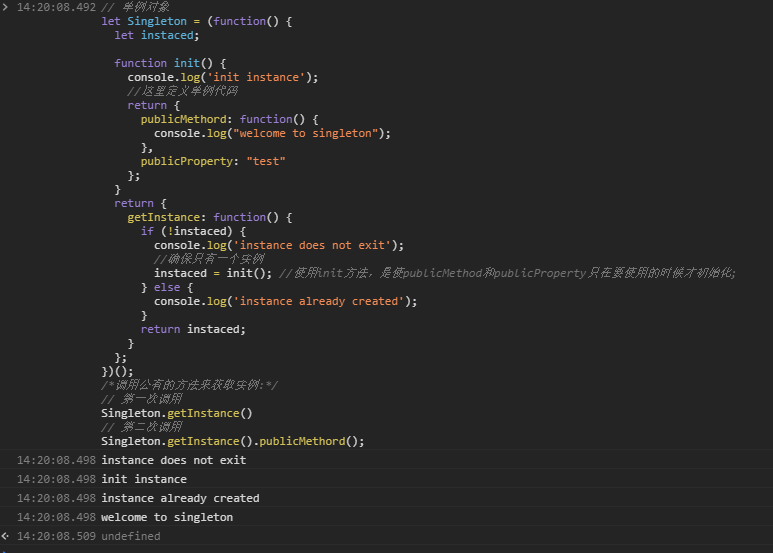 14:20:08.492 // 单例对象
let Singleton = (function() {
  let instaced;
  function init() {
    console.log('init instance');
    //这里定义单例代码
    return {
      publicMethord: function() {
        console.log("welcome to singleton");
      },
      publicProperty: "test"
    };
  }
  return {
    getInstance: function() {
      if (!instaced) {
        console.log('instance does not exit');
        //确保只有一个实例
        instaced = init(); //使用init方法，是使publicMethod和publicProperty只在要使用的时候才初始化;
      } else {
        console.log('instance already created');
      }
      return instaced;
    }
  };
})();
/*调用公有的方法来获取实例:*/
// 第一次调用
Singleton.getInstance()
// 第二次调用
Singleton.getInstance().publicMethord();
14:20:08.498 instance does not exit
14:20:08.498 init instance
14:20:08.498 instance already created
14:20:08.498 welcome to singleton
14:20:08.509 undefined